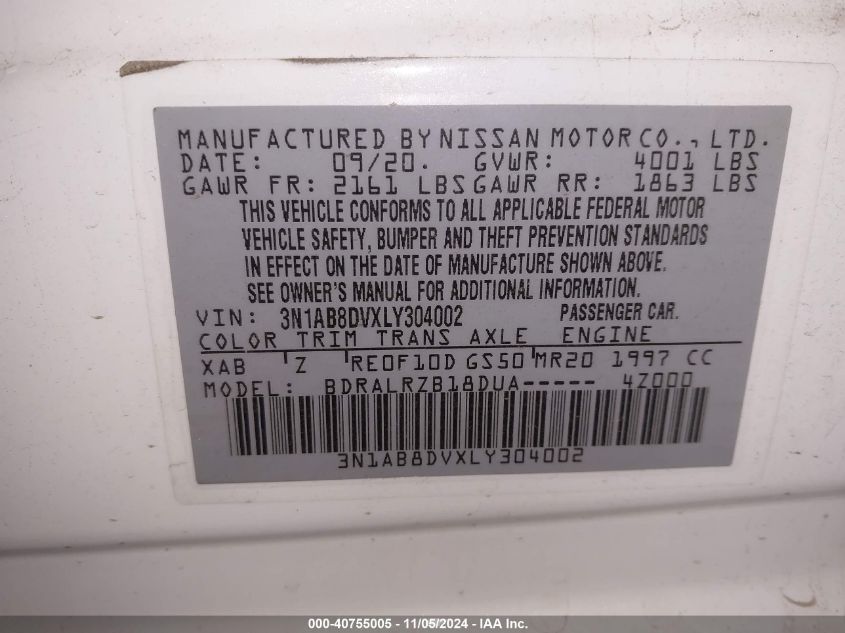 MANUFACTURED BY NISSAN MOTOR CO., LTD.
DATE: 09/20. GVWR: 4001 LBS
GAWR FR: 2161 LBS GAWR RR: 1863 LBS
THIS VEHICLE CONFORMS TO ALL APPLICABLE FEDERAL MOTOR
VEHICLE SAFETY, BUMPER AND THEFT PREVENTION STANDARDS
IN EFFECT ON THE DATE OF MANUFACTURE SHOWN ABOVE.
SEE OWNER'S MANUAL FOR ADDITIONAL INFORMATION.
VIN: 3N1AB8DVXLY304002 PASSENGER CAR.
COLOR TRIM TRANS AXLE ENGINE
XAB Z RE0F10D GS50 MR20 1997 CC
MODEL: BDRALRZB18DUA----- 4Z000
3N1AB8DVXLY304002
000-40755005 - 11/05/2024 - IAA Inc.